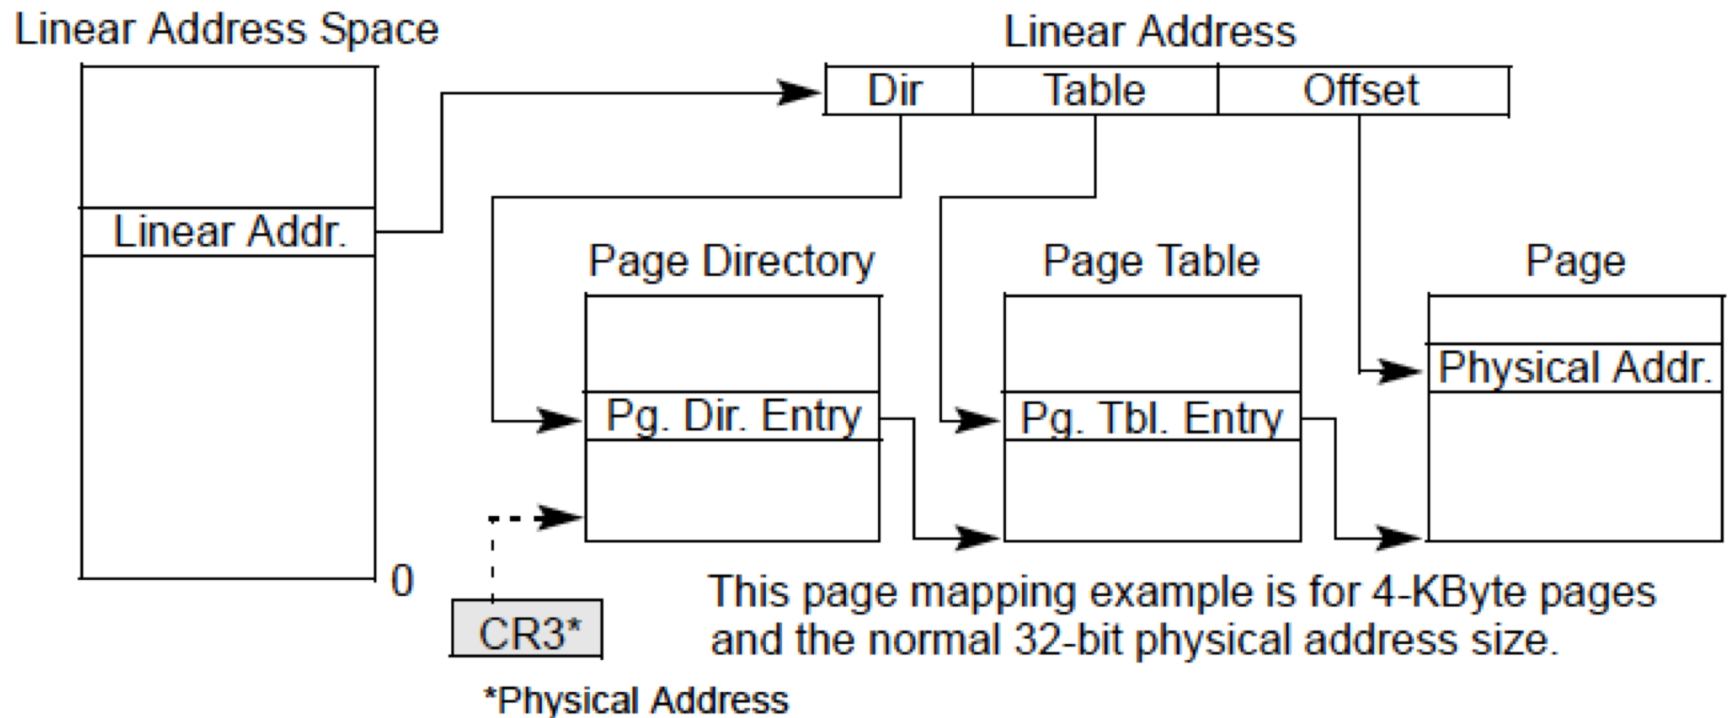 Linear Address Space
Linear Address
Dir Table Offset
Linear Addr.
Page Directory Page Table Page
Physical Addr.
Pg. Dir. Entry Pg. Tbl. Entry
0
This page mapping example is for 4-KByte pages
and the normal 32-bit physical address size.
CR3*
*Physical Address